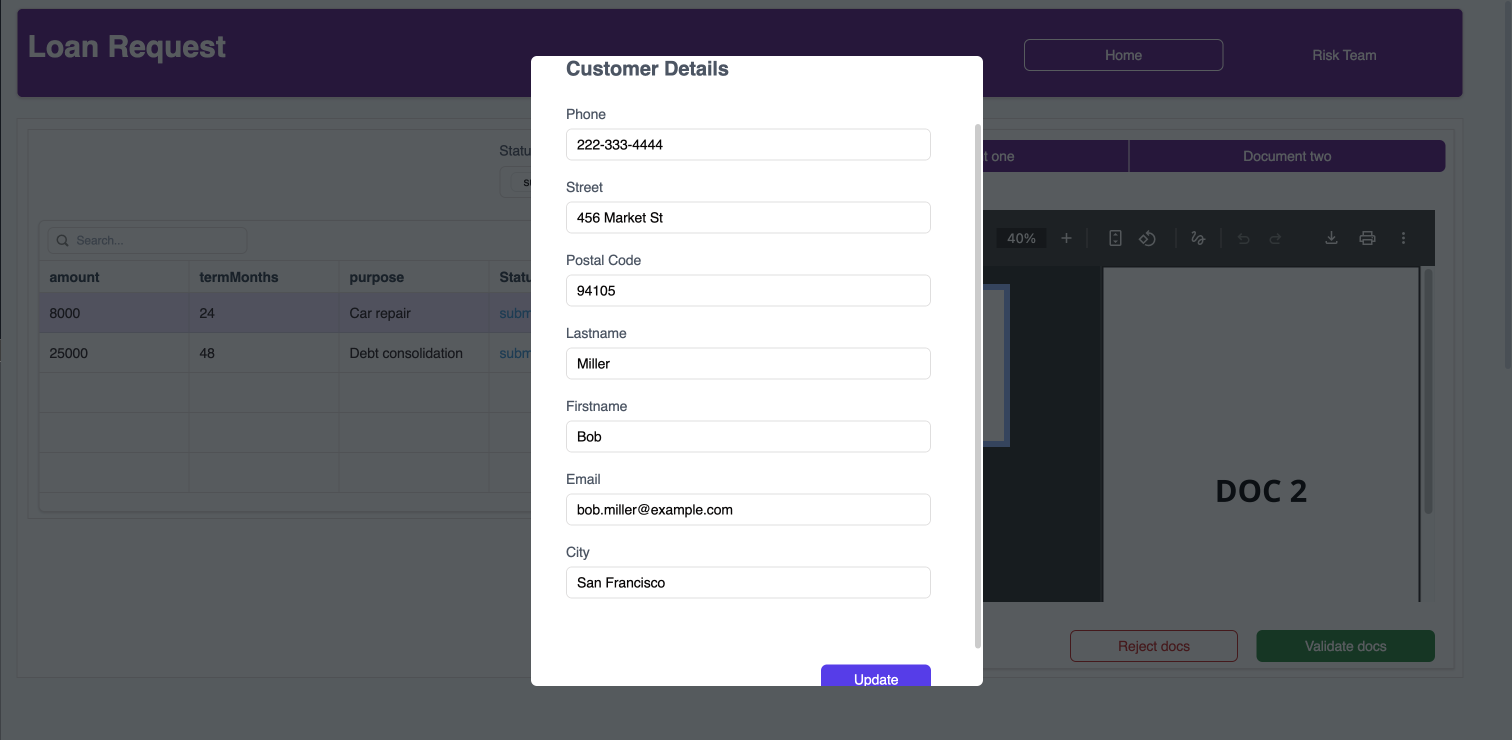 Loan Request
Home
Risk Team
Customer Details
Phone
222-333-4444
Street
456 Market St
Postal Code
94105
Lastname
Miller
Firstname
Bob
Email
bob.miller@example.com
City
San Francisco
Update
Statu
su
Search...
amount termMonths purpose Statu
8000 24 Car repair subm
25000 48 Debt consolidation subm
t one
Document two
40%
DOC 2
Reject docs
Validate docs